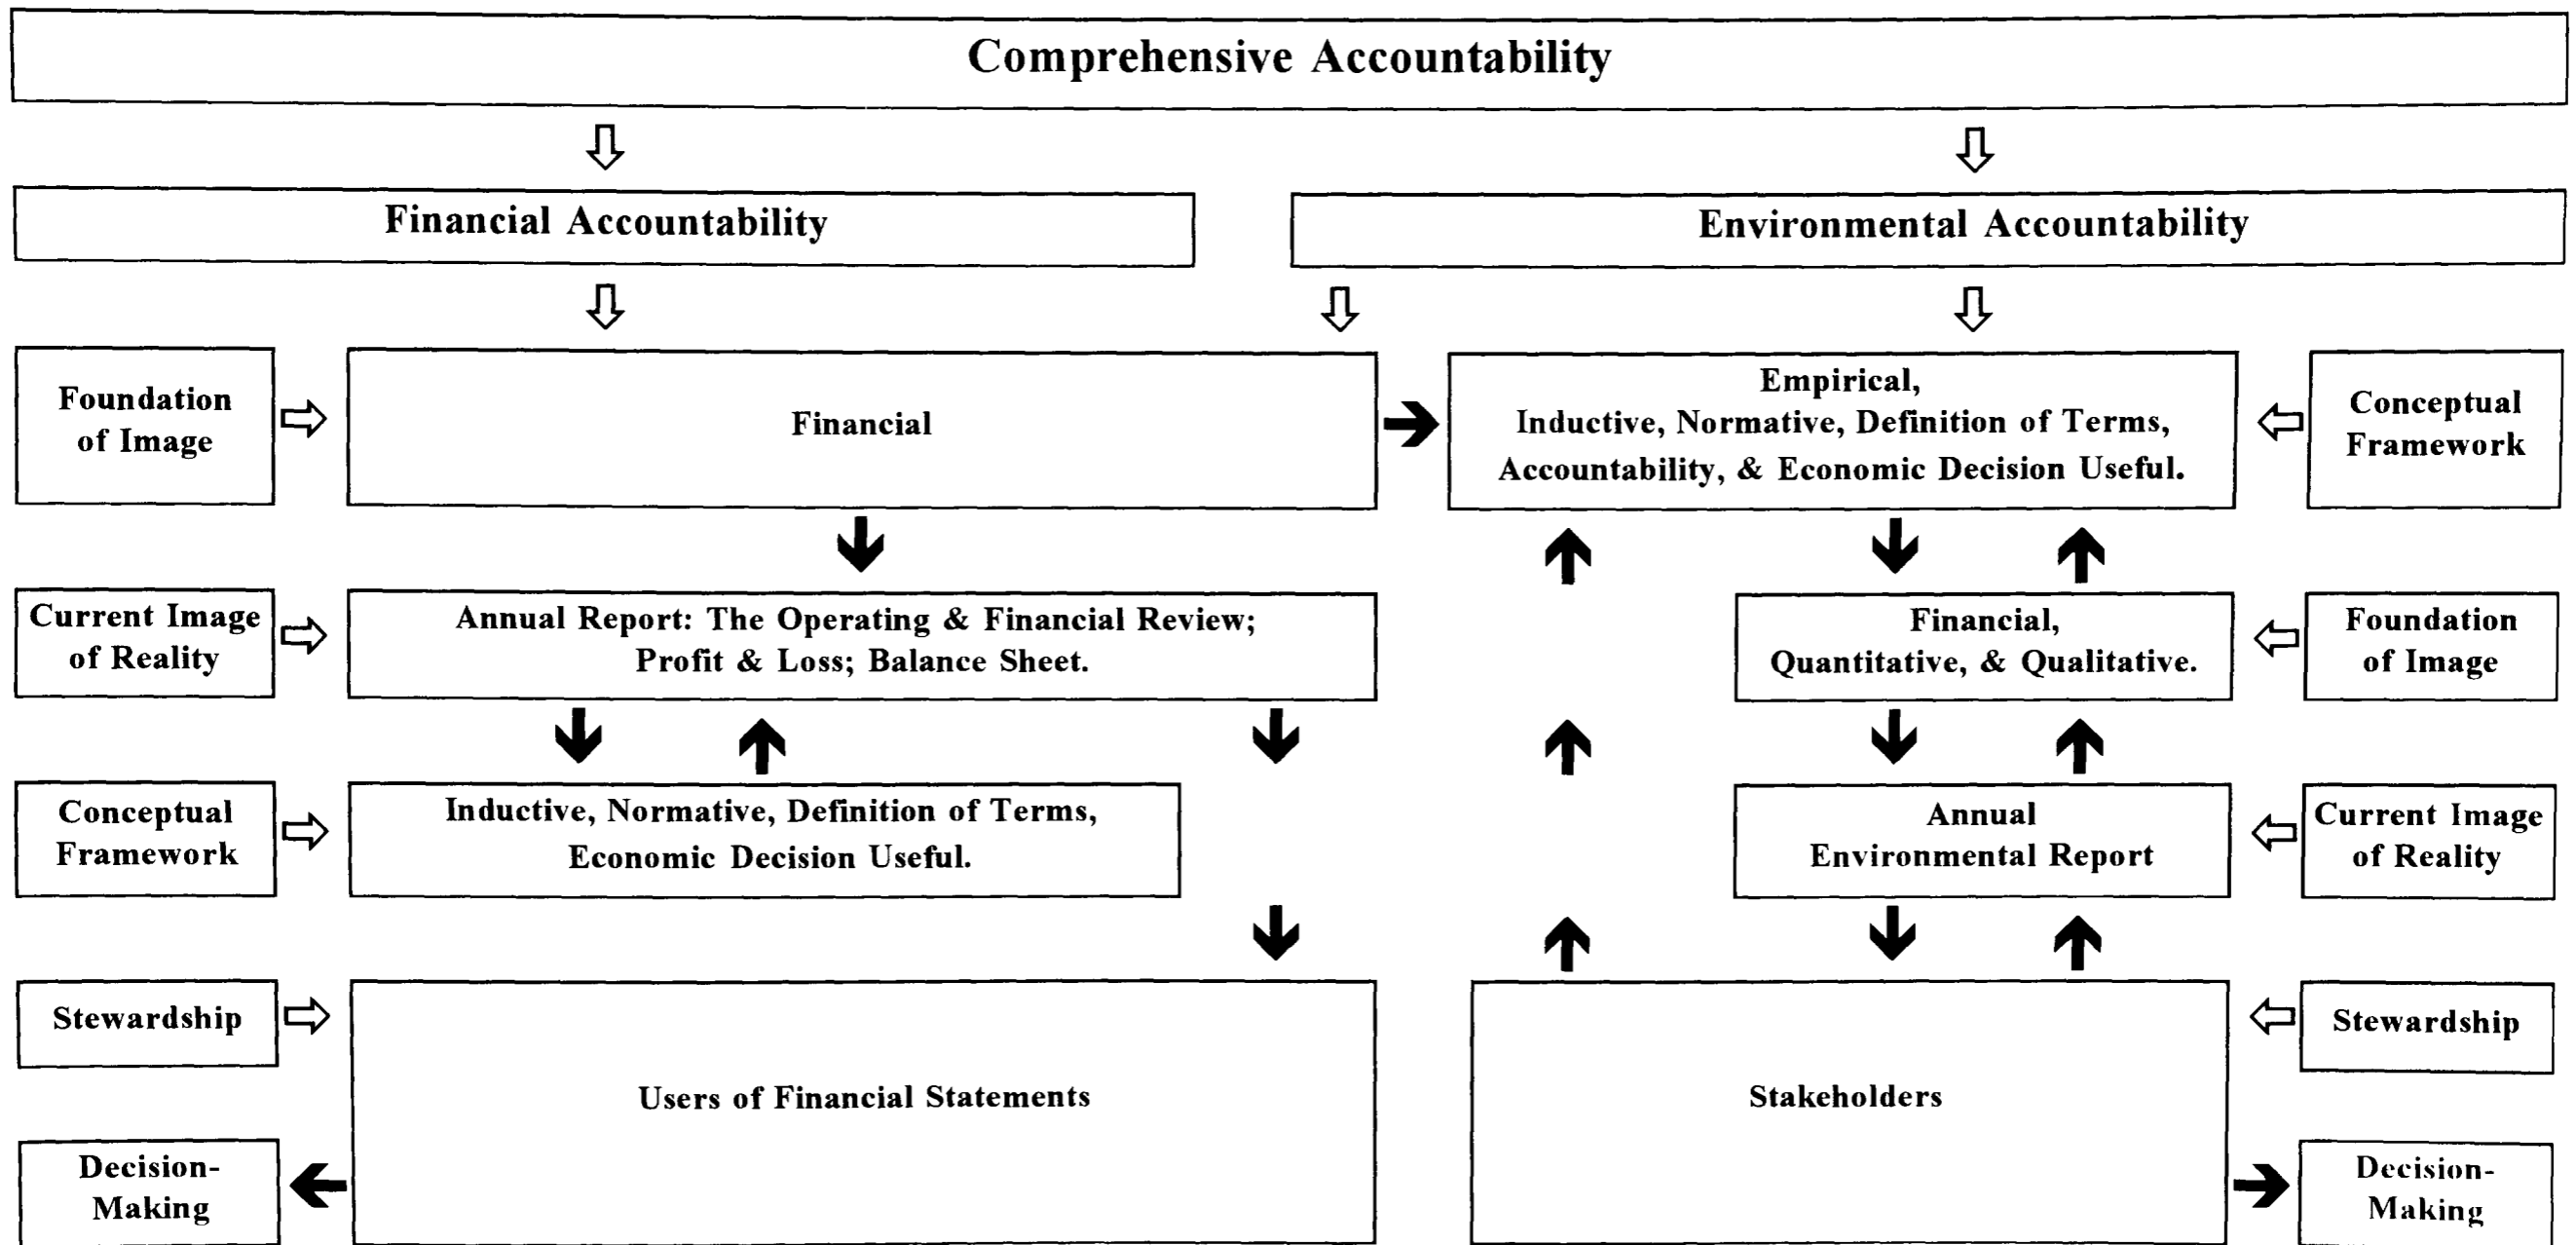 Comprehensive Accountability
Financial Accountability
Environmental Accountability
Foundation
of Image
Financial
Empirical,
Inductive, Normative, Definition of Terms,
Accountability, & Economic Decision Useful.
Conceptual
Framework
Current Image
of Reality
Annual Report: The Operating & Financial Review;
Profit & Loss; Balance Sheet.
Financial,
Quantitative, & Qualitative.
Foundation
of Image
Conceptual
Framework
Inductive, Normative, Definition of Terms,
Economic Decision Useful.
Annual
Environmental Report
Current Image
of Reality
Stewardship
Users of Financial Statements
Stakeholders
Stewardship
Decision-
Making
Decision-
Making